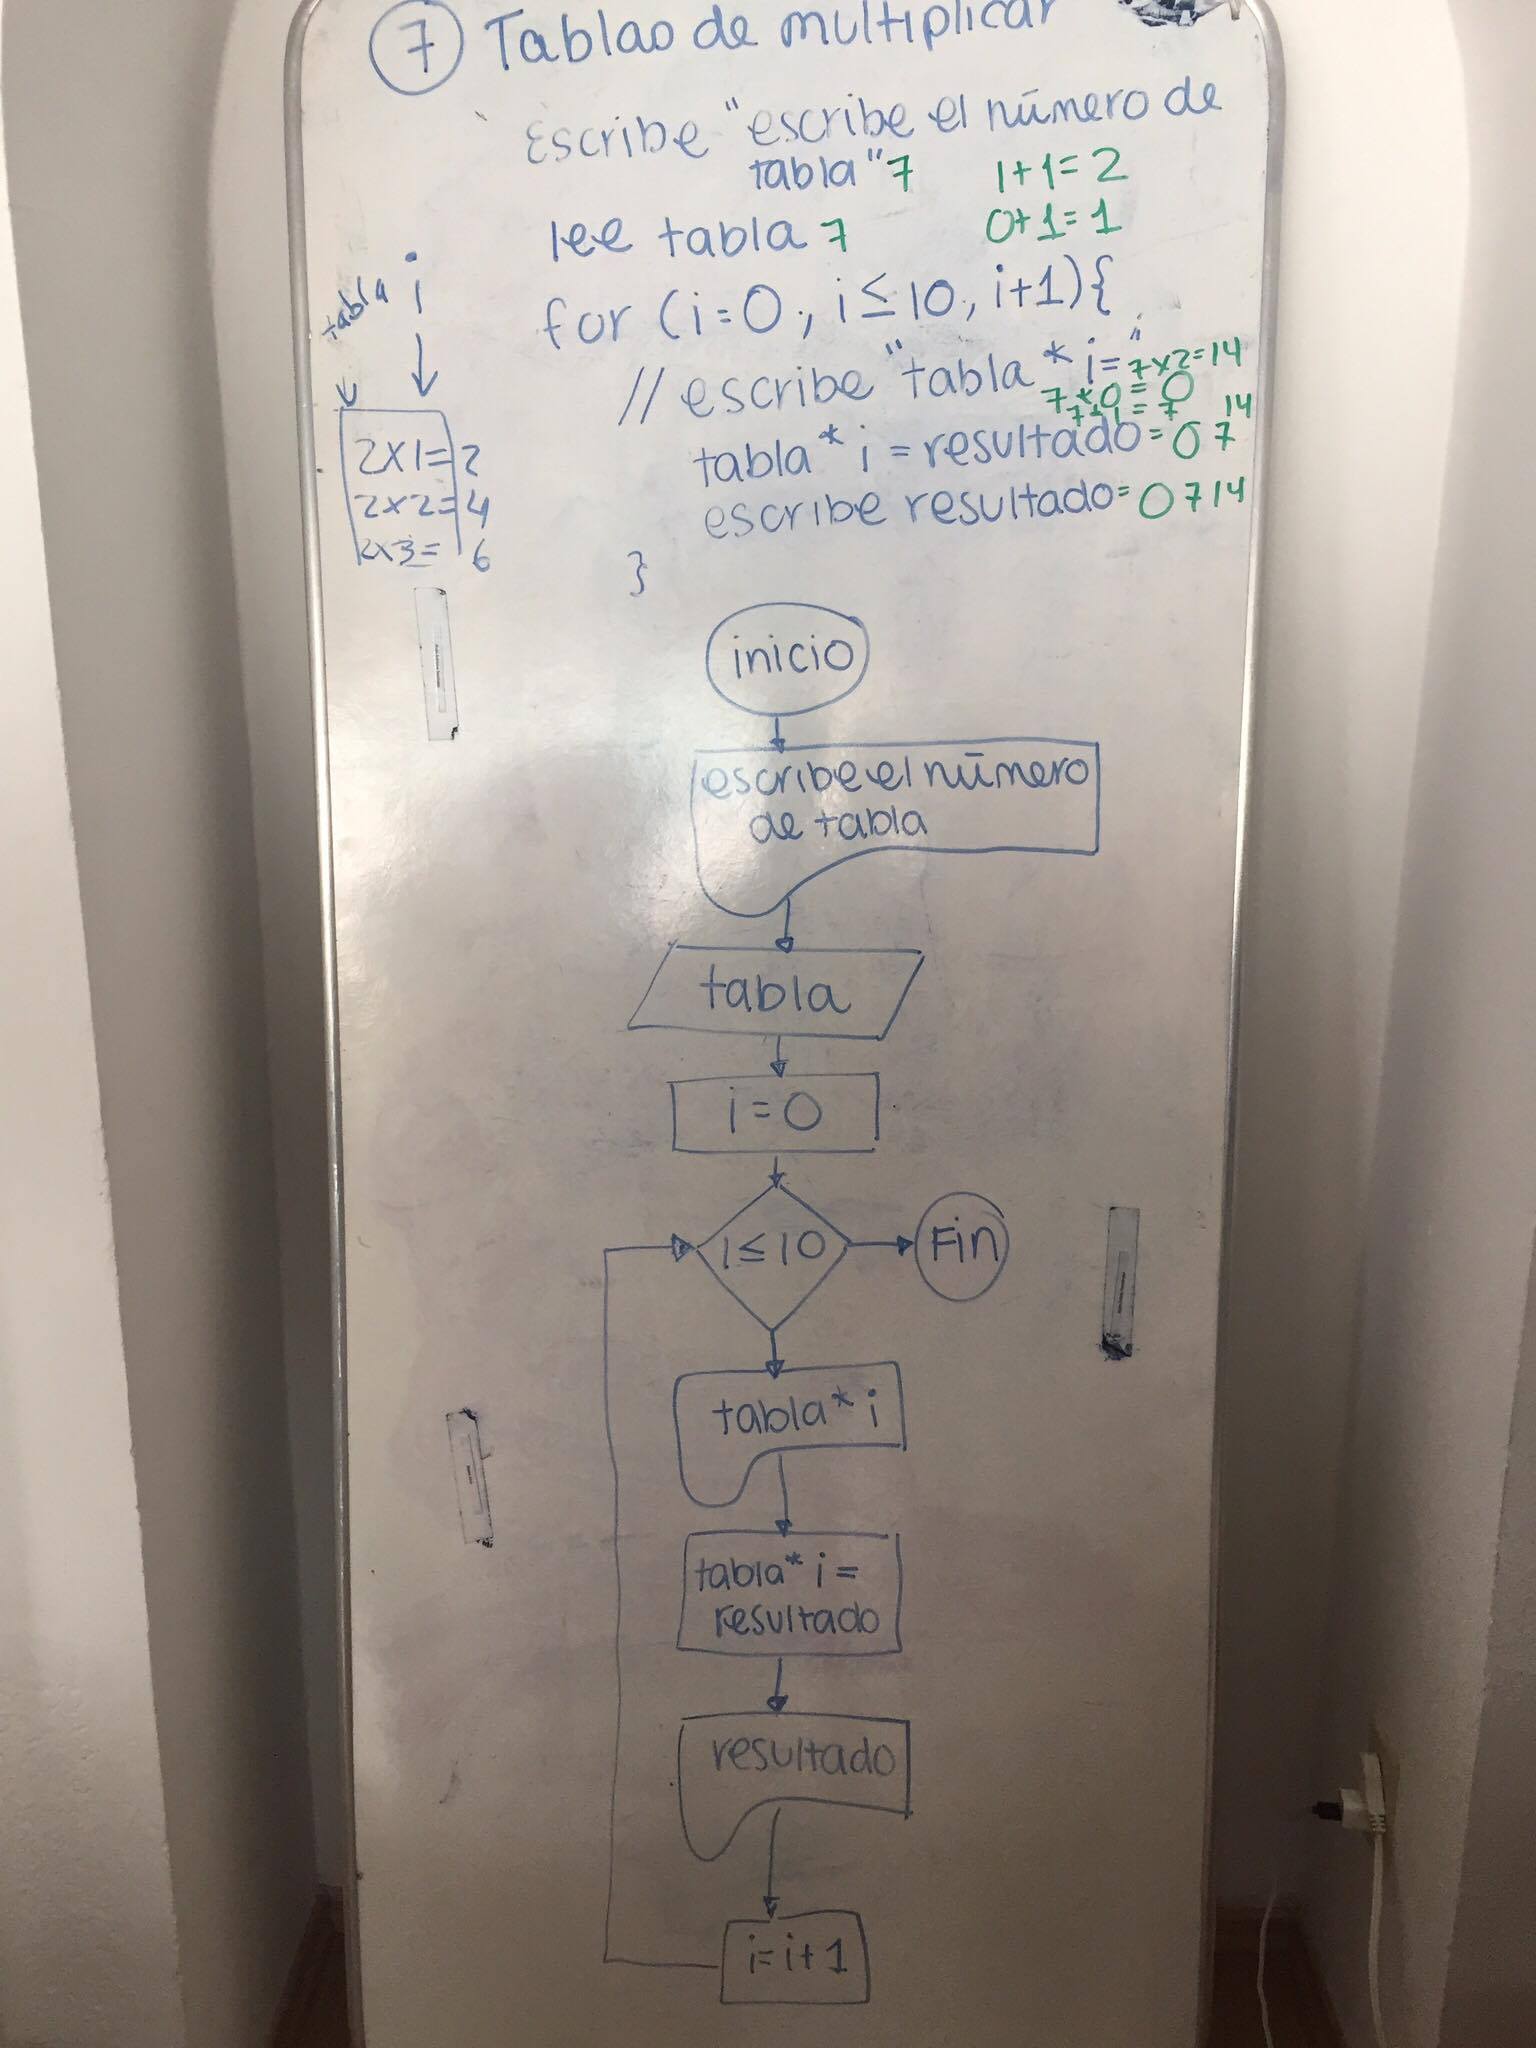 7 Tablao de multiplicar
Escribe "escribe el número de
tabla" 7 1+1=2
lee tabla 7 0+1=1
tabla i
for (i=0, i≤10, i+1){
// escribe "tabla * i=" 7x2=14
7x0=0
7x1=7 14
tabla * i = resultado= 0 7
escribe resultado= 0 7 14
}
2x1=2
2x2=4
2x3=6
inicio
escribe el número
de tabla
tabla
i=0
i≤10 Fin
tabla * i
tabla * i =
resultado
resultado
i=i+1